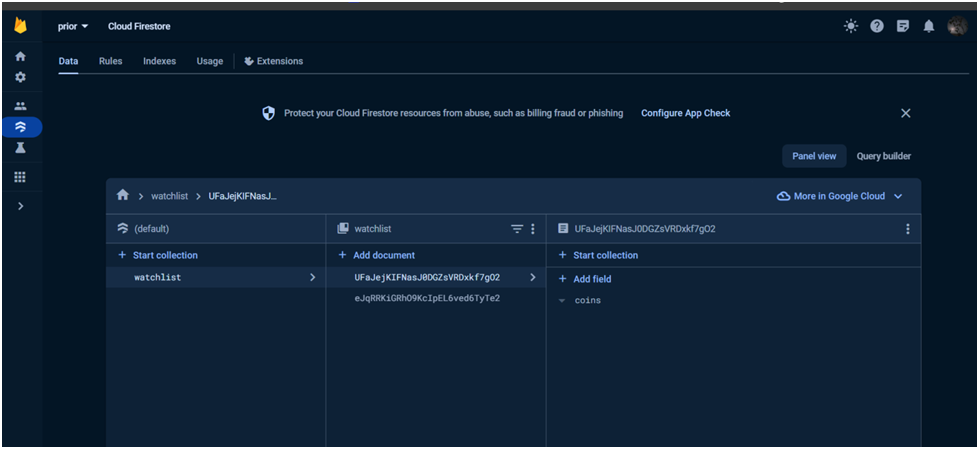 prior Cloud Firestore
Data Rules Indexes Usage Extensions
Protect your Cloud Firestore resources from abuse, such as billing fraud or phishing Configure App Check
Panel view Query builder
watchlist UFaJejKIFNasJ... More in Google Cloud
(default) watchlist UFaJejKIFNasJ0DGZsVRDxkf7gO2
Start collection Add document Start collection
watchlist UFaJejKIFNasJ0DGZsVRDxkf7gO2 Add field
eJqRRKiGRhO9KcIpEL6ved6TyTe2 coins